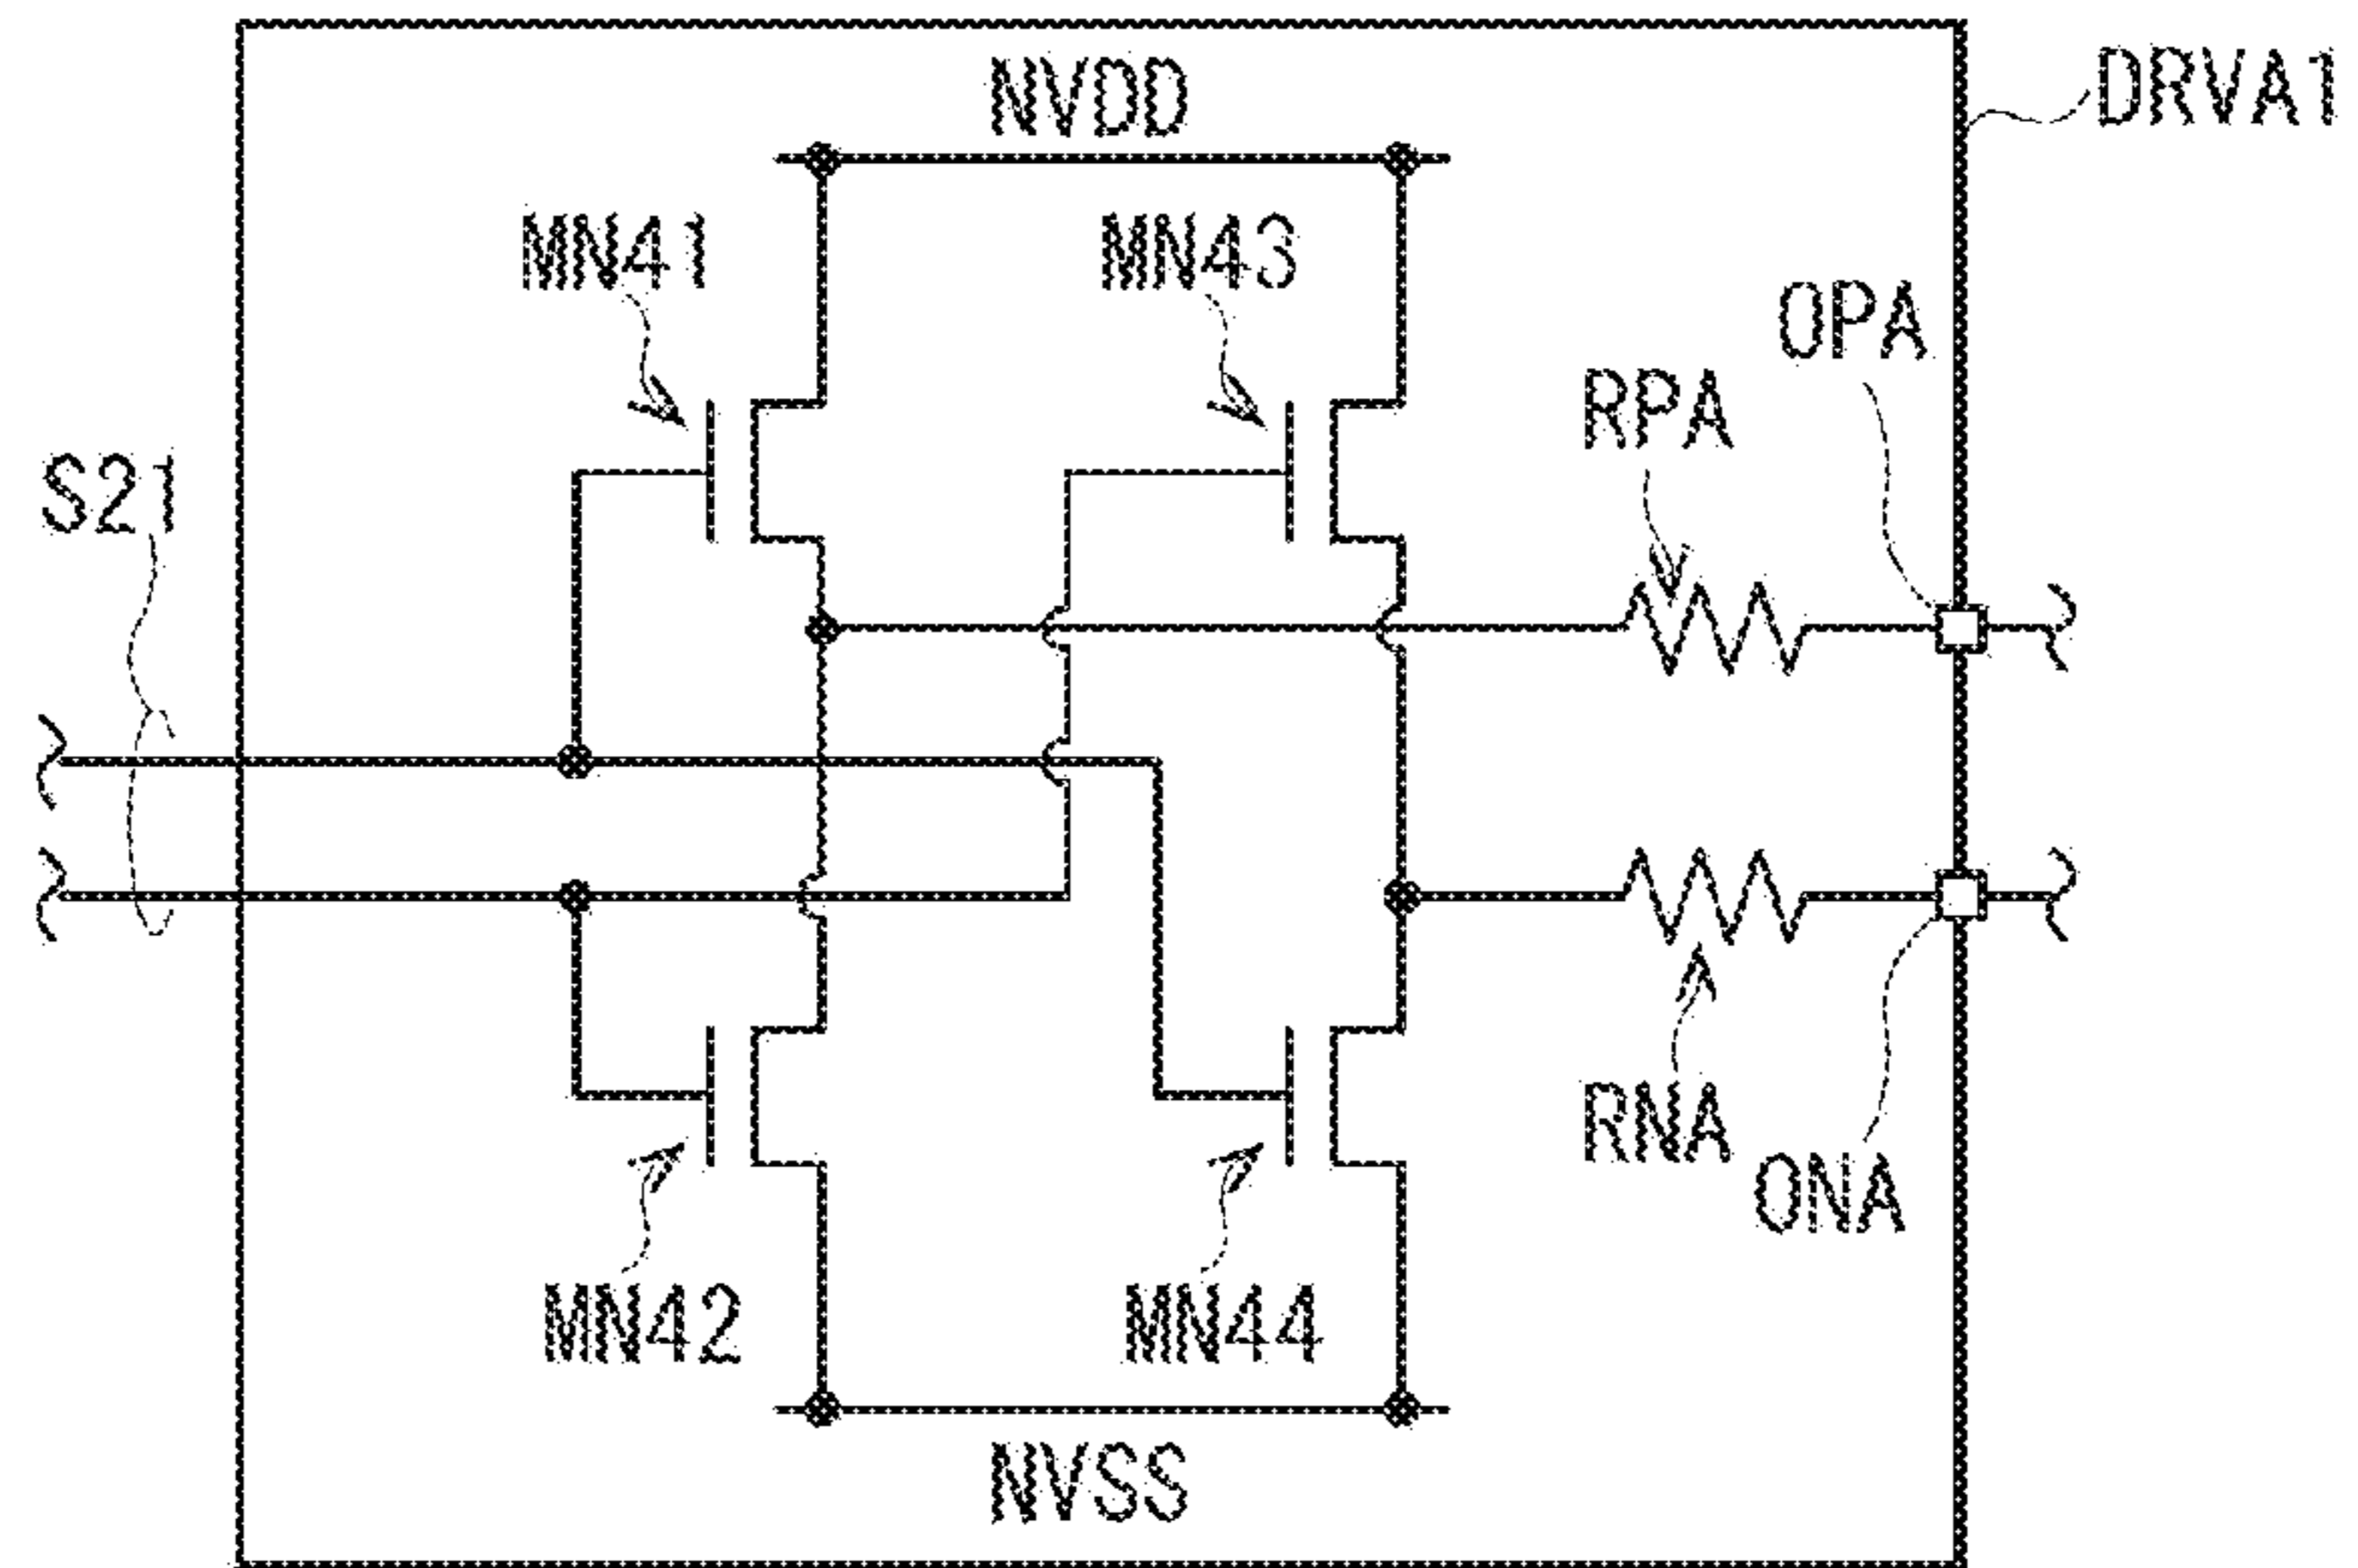 NVDD
DRVA1
MN41
MN43
OPA
RPA
S21
RNA
ONA
MN42
MN44
NVSS